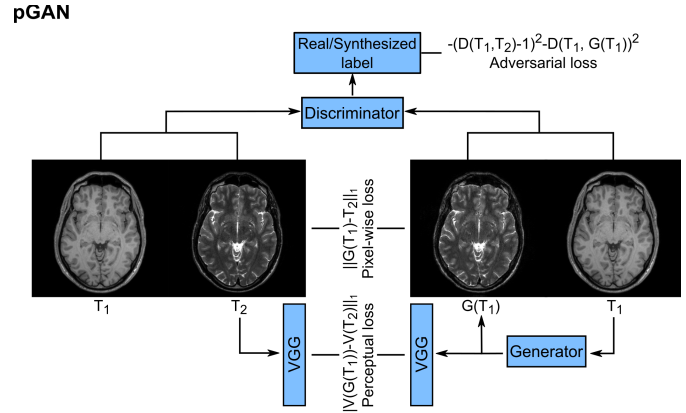 pGAN
Real/Synthesized
label
-(D(T₁,T₂)-1)²-D(T₁, G(T₁))²
Adversarial loss
Discriminator
||G(T₁)-T₂||₁
Pixel-wise loss
T₁
T₂
G(T₁)
T₁
VGG
|V(G(T₁))-V(T₂)||₁
Perceptual loss
VGG
Generator